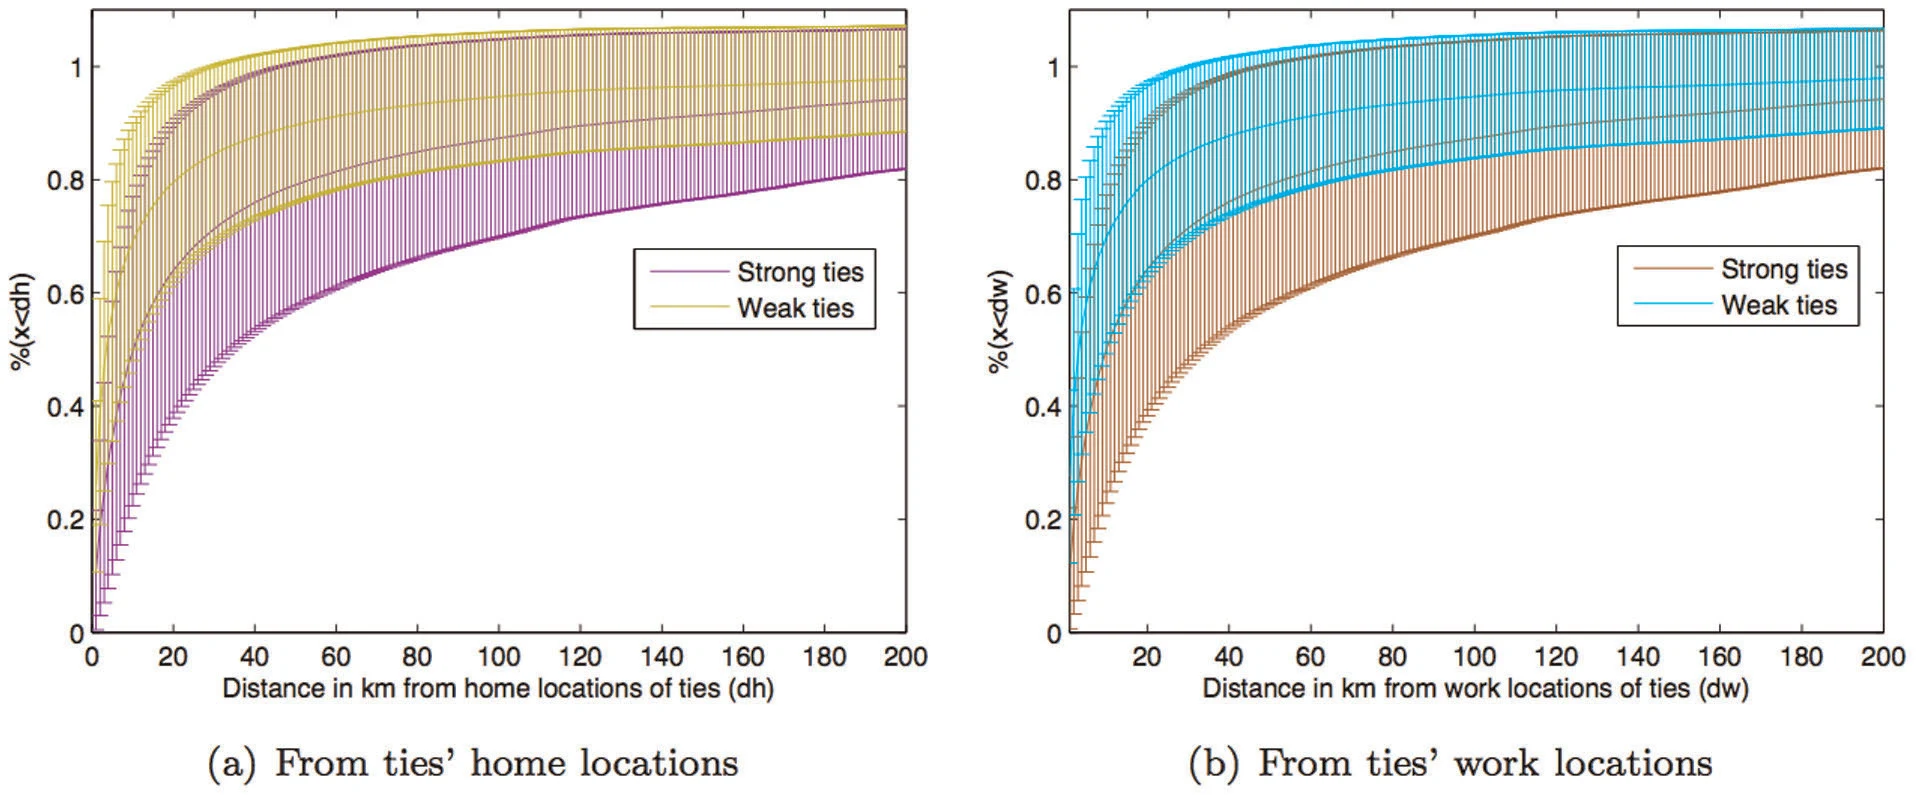 1
0.8
0.6
0.4
0.2
0
%(x<dh)
Strong ties
Weak ties
0 20 40 60 80 100 120 140 160 180 200
Distance in km from home locations of ties (dh)
(a) From ties’ home locations
1
0.8
0.6
0.4
0.2
0
%(x<dw)
Strong ties
Weak ties
20 40 60 80 100 120 140 160 180 200
Distance in km from work locations of ties (dw)
(b) From ties’ work locations